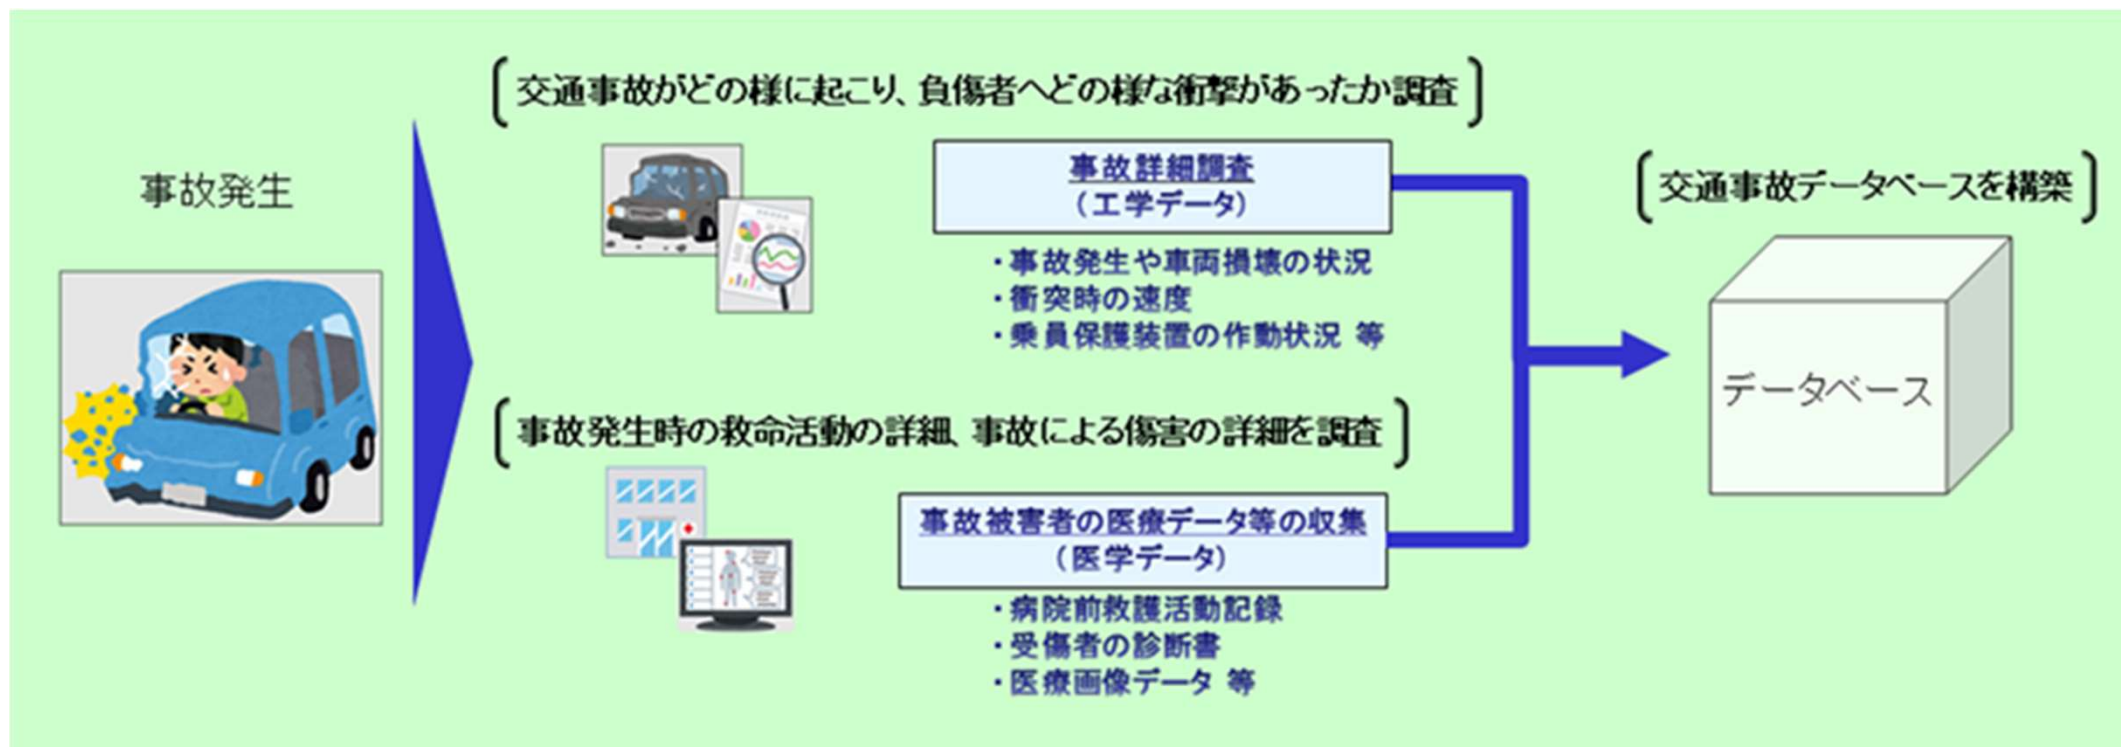 事故発生
〔交通事故がどの様に起こり、負傷者へどの様な衝撃があったか調査〕
事故詳細調査
(工学データ)
・事故発生や車両損壊の状況
・衝突時の速度
・乗員保護装置の作動状況 等
〔事故発生時の救命活動の詳細、事故による傷害の詳細を調査〕
事故被害者の医療データ等の収集
(医学データ)
・病院前救護活動記録
・受傷者の診断書
・医療画像データ 等
〔交通事故データベースを構築〕
データベース